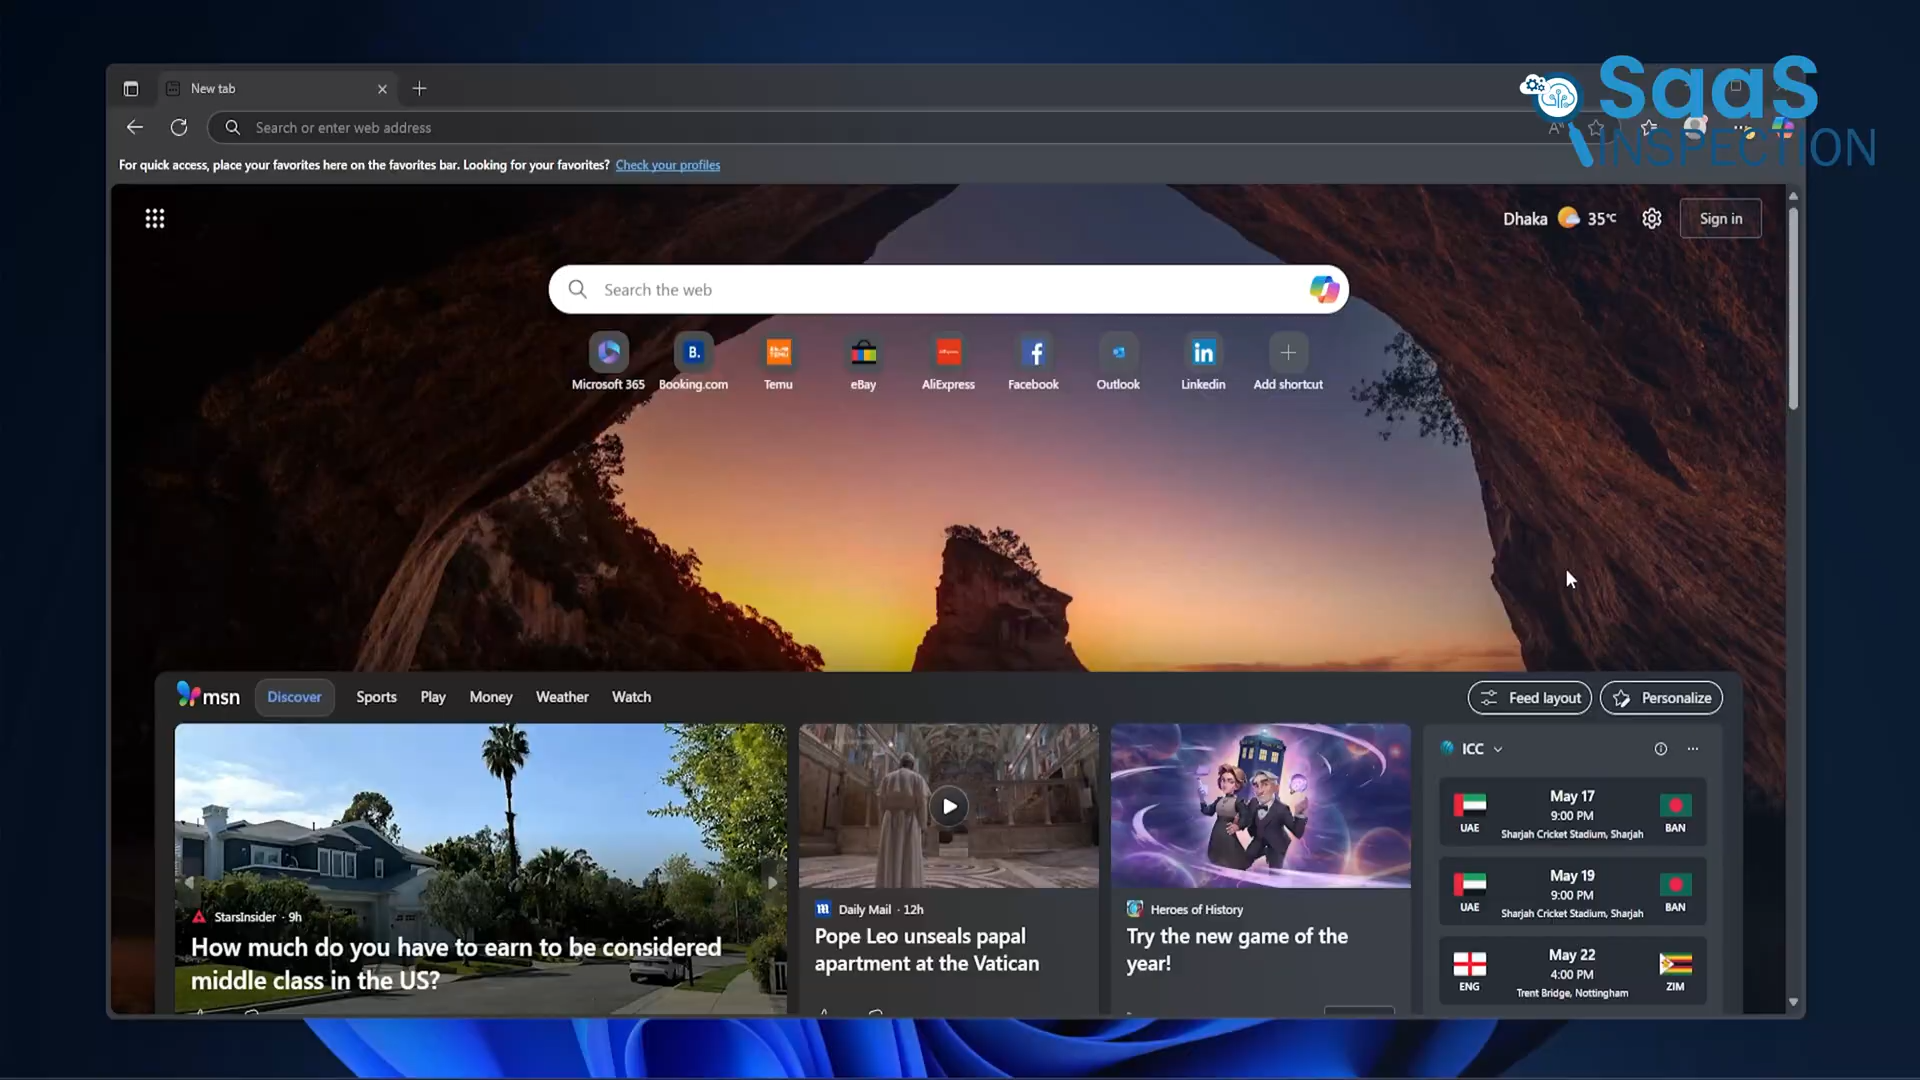 New tab
SaaS
INSPECTION
Search or enter web address
For quick access, place your favorites here on the favorites bar. Looking for your favorites? Check your profiles
Dhaka 35°C
Sign in
Search the web
Microsoft 365
Booking.com
Temu
eBay
AliExpress
Facebook
Outlook
Linkedin
Add shortcut
msn
Discover
Sports
Play
Money
Weather
Watch
Feed layout
Personalize
StarsInsider · 9h
How much do you have to earn to be considered
middle class in the US?
Daily Mail · 12h
Pope Leo unseals papal
apartment at the Vatican
Heroes of History
Try the new game of the
year!
ICC
May 17
9:00 PM
UAE
Sharjah Cricket Stadium, Sharjah
BAN
May 19
9:00 PM
UAE
Sharjah Cricket Stadium, Sharjah
BAN
May 22
4:00 PM
ENG
Trent Bridge, Nottingham
ZIM